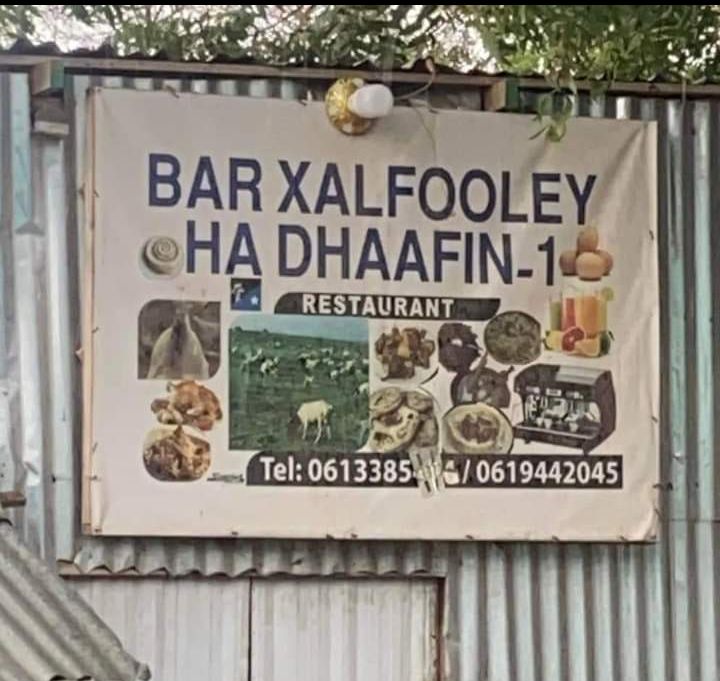 BAR XALFOOLEY
HA DHAAFIN-1
RESTAURANT
Tel: / 0619442045